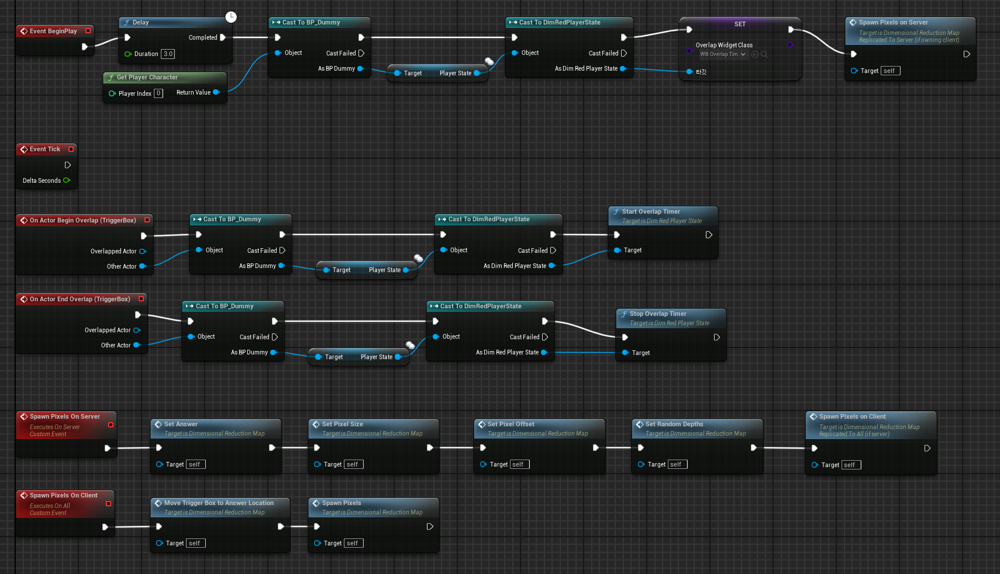 Event BeginPlay
Delay
Completed
Duration 3.0
Get Player Character
Player Index 0
Return Value
Cast To BP_Dummy
Object
Cast Failed
As BP Dummy
Target Player State
Cast To DimRedPlayerState
Object
Cast Failed
As Dim Red Player State
SET
Overlap Widget Class
WB Overlap Tim
타깃
Spawn Pixels on Server
Target is Dimensional Reduction Map
Replicated To Server (if owning client)
Target self
Event Tick
Delta Seconds
On Actor Begin Overlap (TriggerBox)
Overlapped Actor
Other Actor
Cast To BP_Dummy
Object
Cast Failed
As BP Dummy
Target Player State
Cast To DimRedPlayerState
Object
Cast Failed
As Dim Red Player State
Start Overlap Timer
Target is Dim Red Player State
Target
On Actor End Overlap (TriggerBox)
Overlapped Actor
Other Actor
Cast To BP_Dummy
Object
Cast Failed
As BP Dummy
Target Player State
Cast To DimRedPlayerState
Object
Cast Failed
As Dim Red Player State
Stop Overlap Timer
Target is Dim Red Player State
Target
Spawn Pixels On Server
Executes On Server
Custom Event
Set Answer
Target is Dimensional Reduction Map
Target self
Set Pixel Size
Target is Dimensional Reduction Map
Target self
Set Pixel Offset
Target is Dimensional Reduction Map
Target self
Set Random Depths
Target is Dimensional Reduction Map
Target self
Spawn Pixels on Client
Target is Dimensional Reduction Map
Replicated To All (if server)
Target self
Spawn Pixels On Client
Executes On All
Custom Event
Move Trigger Box to Answer Location
Target is Dimensional Reduction Map
Target self
Spawn Pixels
Target is Dimensional Reduction Map
Target self